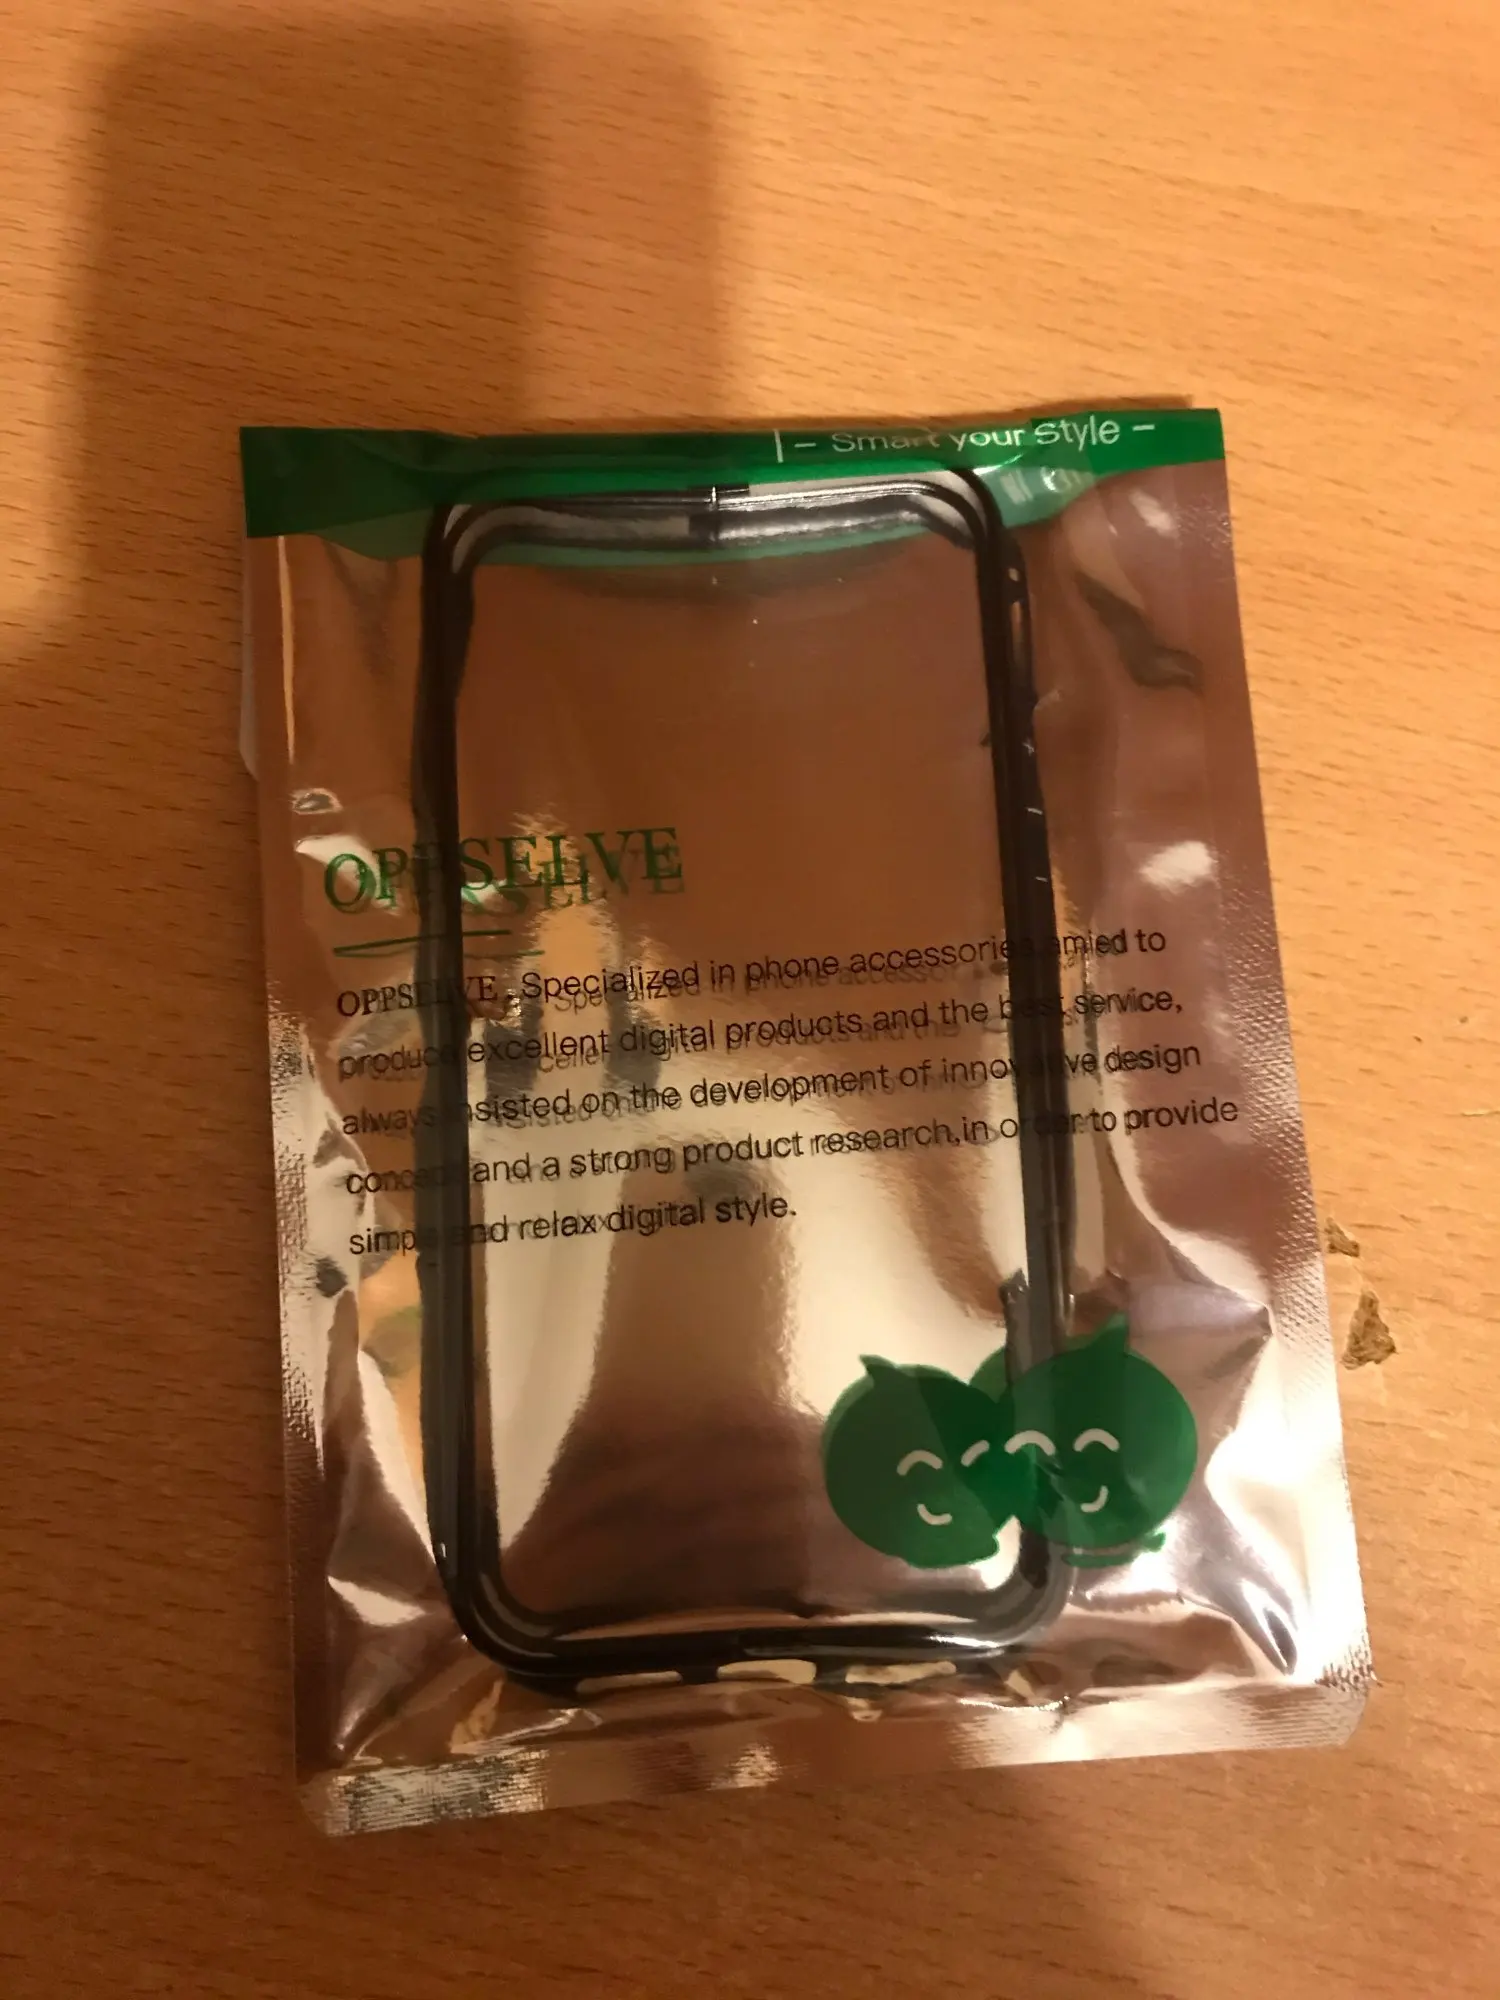 - Smart your Style -
OPPSELVE
OPPSELVE . Specialized in phone accessories amied to
produce excellent digital products and the best service,
always insisted on the development of innovative design
concept and a strong product research,in order to provide
simple and relax digital style.